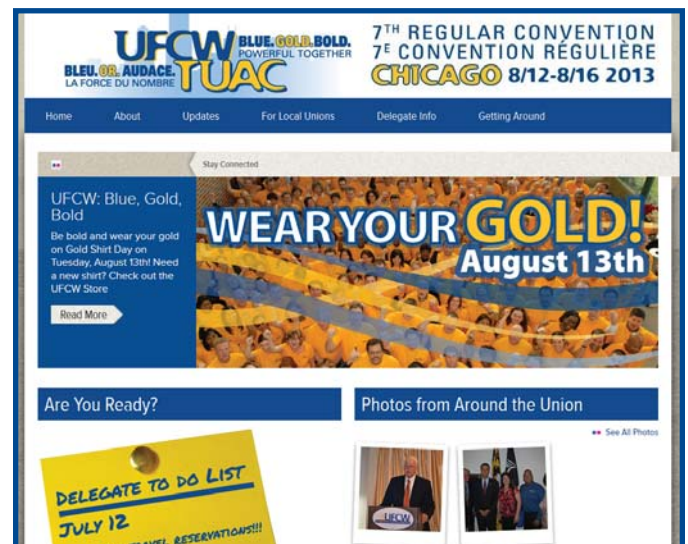 UFCW
TUAC
BLUE. GOLD. BOLD.
POWERFUL TOGETHER
BLEU. OR. AUDACE.
LA FORCE DU NOMBRE
7TH REGULAR CONVENTION
7E CONVENTION RÉGULIÈRE
CHICAGO 8/12-8/16 2013
Home About Updates For Local Unions Delegate Info Getting Around
Stay Connected
UFCW: Blue, Gold,
Bold
Be bold and wear your gold
on Gold Shirt Day on
Tuesday, August 13th! Need
a new shirt? Check out the
UFCW Store
Read More
WEAR YOUR GOLD!
August 13th
Are You Ready?
DELEGATE TO DO LIST
JULY 12
RESERVATIONS!!!
Photos from Around the Union
See All Photos
UFCW